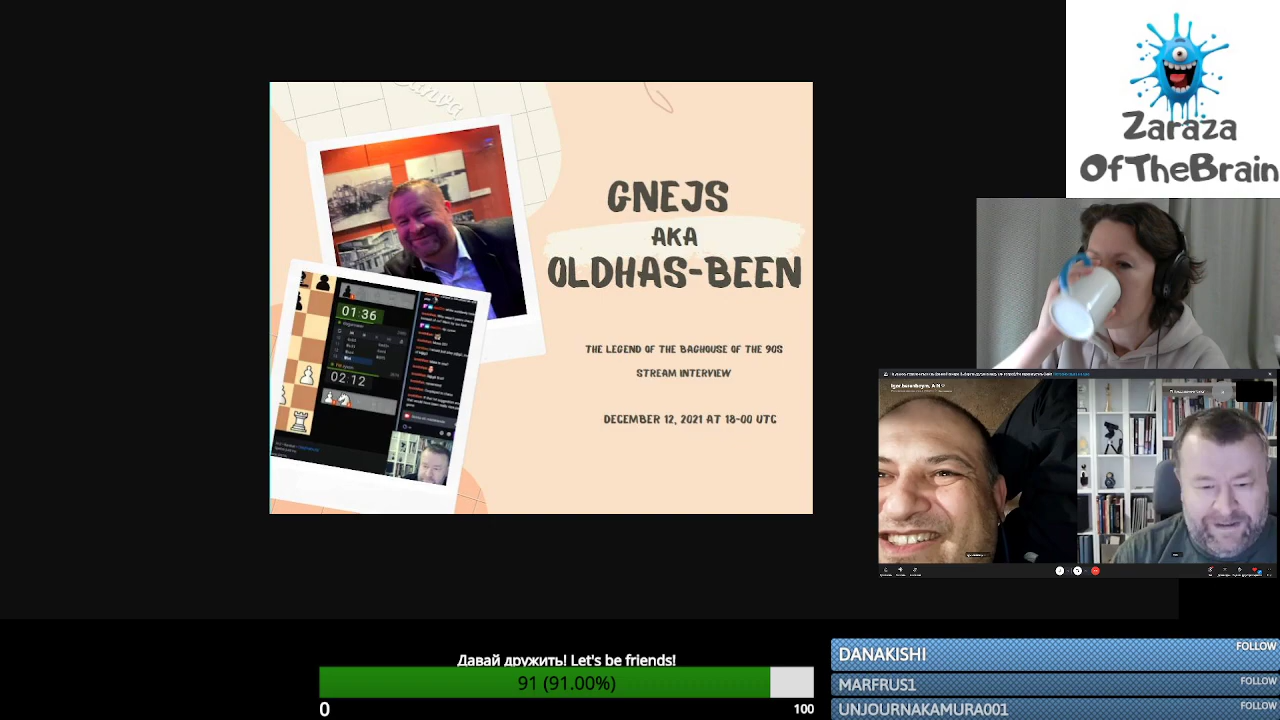 Canva
Zaraza
OfTheBrain
GNEJS
AKA
OLDHAS-BEEN
THE LEGEND OF THE BAGHOUSE OF THE 90S
STREAM INTERVIEW
DECEMBER 12, 2021 AT 18-00 UTC
01:36
02:12
Давай дружить! Let's be friends!
91 (91.00%)
0
100
DANAKISHI
FOLLOW
MARFRUS1
FOLLOW
UNJOURNAKAMURA001
FOLLOW